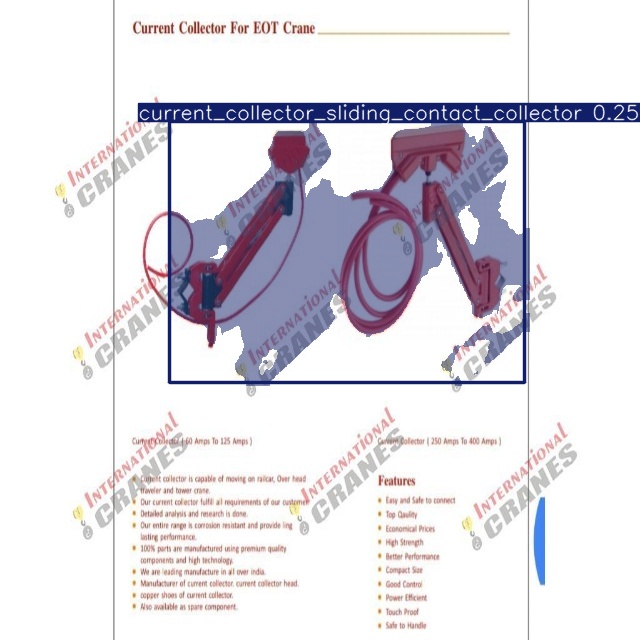 Current Collector For EOT Crane
current_collector_sliding_contact_collector 0.25
INTERNATIONAL CRANES
INTERNATIONAL CRANES
INTERNATIONAL CRANES
INTERNATIONAL CRANES
INTERNATIONAL CRANES
INTERNATIONAL CRANES
Current Collector ( 60 Amps To 125 Amps )
Current Collector ( 250 Amps To 400 Amps )
INTERNATIONAL CRANES
INTERNATIONAL CRANES
INTERNATIONAL CRANES
Current collector is capable of moving on railcar, Over head
traveler and tower crane.
Our current collector fulfill all requirements of our customer
Detailed analysis and research is done.
Our entire range is corrosion resistant and provide ling
lasting performance.
100% parts are manufactured using premium quality
components and high technology.
We are leading manufacture in all over india.
Manufacturer of current collector. current collector head.
copper shoes of current collector.
Also available as spare component.
Features
Easy and Safe to connect
Top Qaulity
Economical Prices
High Strength
Better Performance
Compact Size
Good Control
Power Efficient
Touch Proof
Safe to Handle